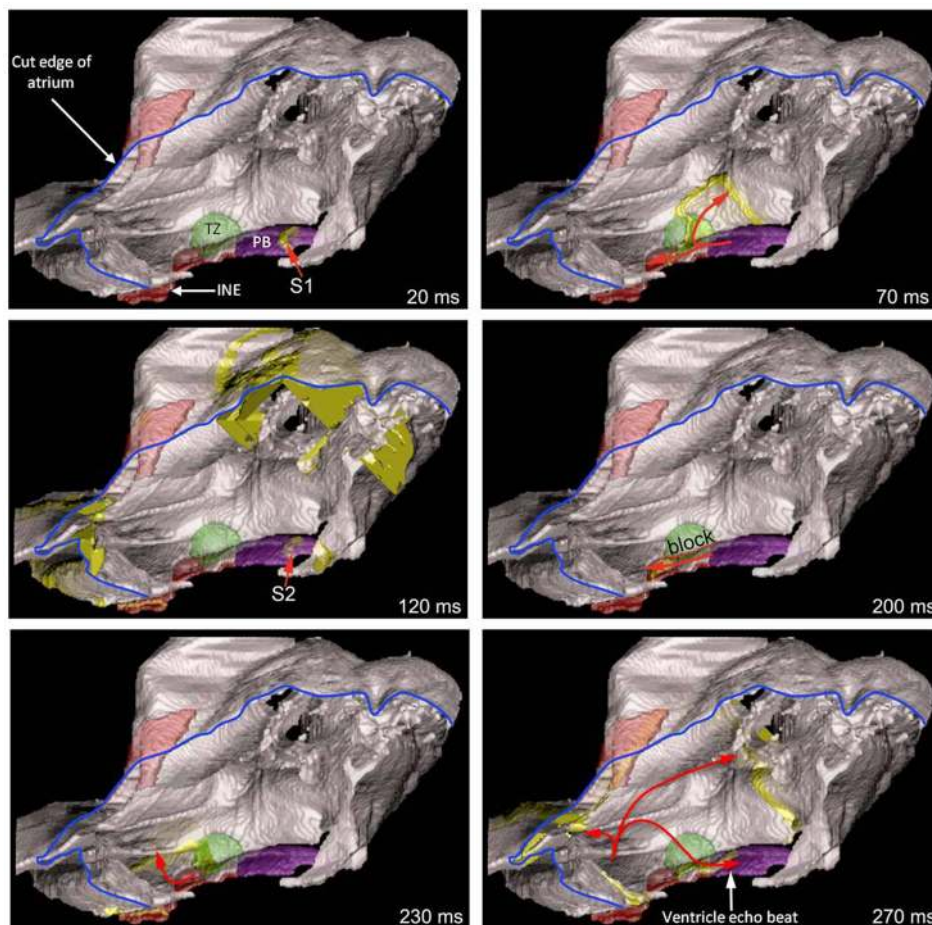 Cut edge of
atrium
TZ
PB
S1
INE
20 ms
70 ms
S2
120 ms
block
200 ms
230 ms
Ventricle echo beat
270 ms